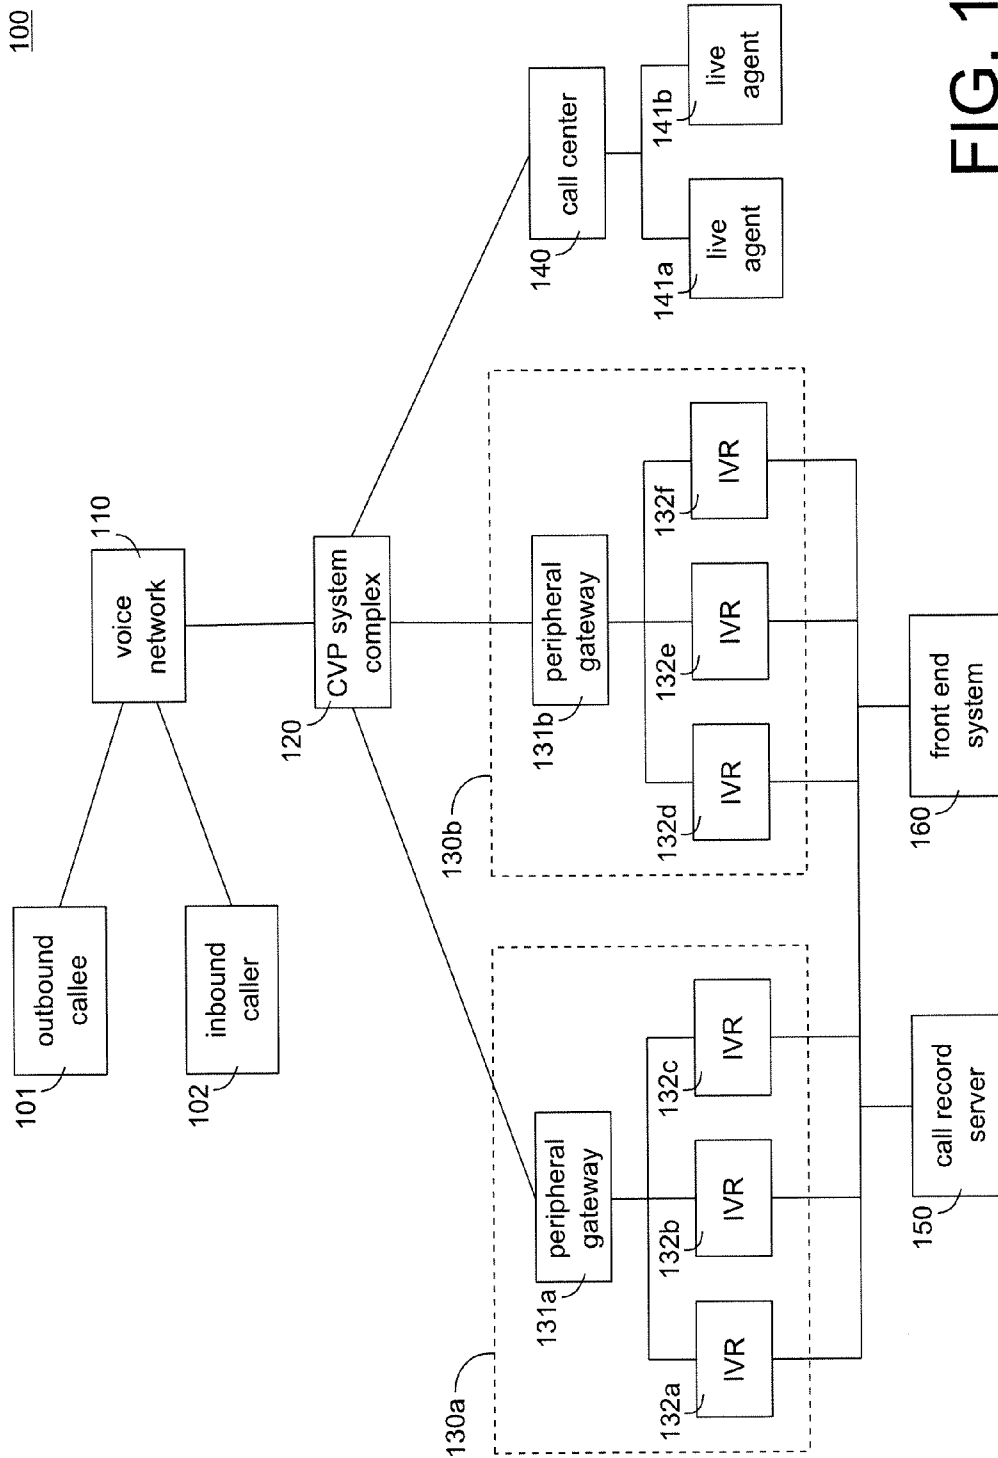 100
101
outbound
callee
102
inbound
caller
110
voice
network
120
CVP system
complex
130a
131a
peripheral
gateway
132a
IVR
132b
IVR
132c
IVR
130b
131b
peripheral
gateway
132d
IVR
132e
IVR
132f
IVR
140
call center
141a
live
agent
141b
live
agent
150
call record
server
160
front end
system
FIG. 1